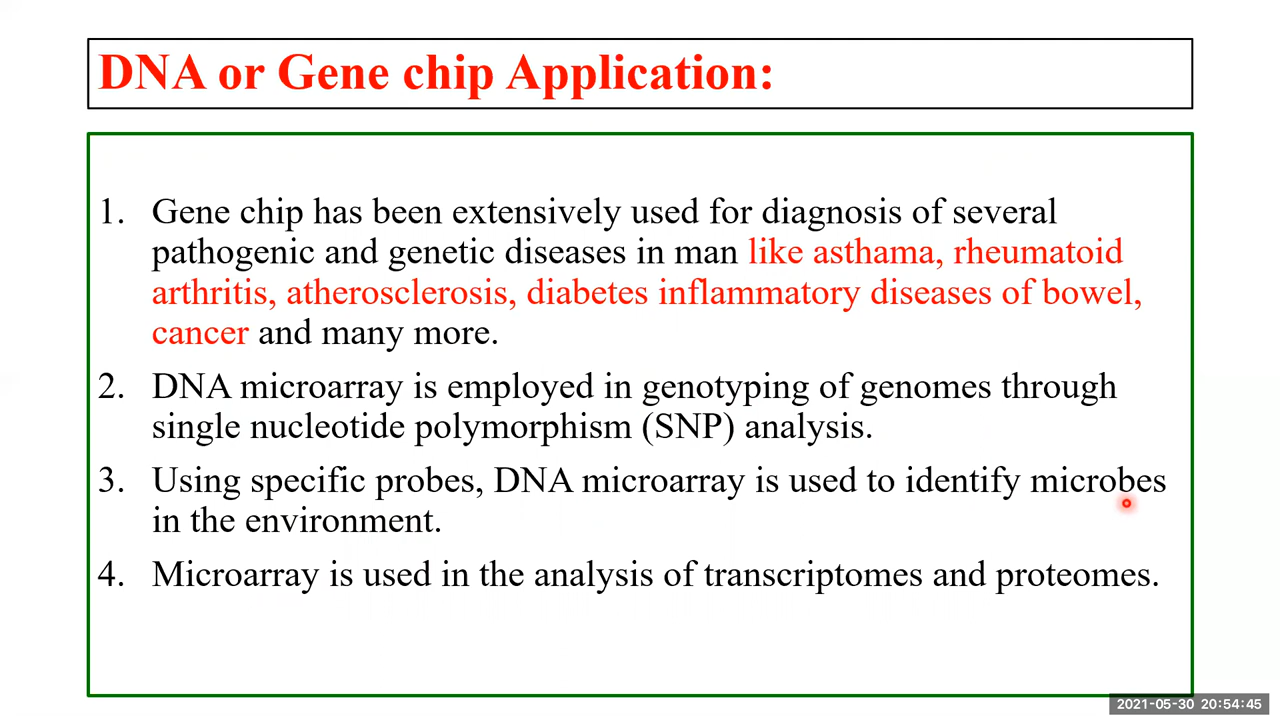 DNA or Gene chip Application:
1. Gene chip has been extensively used for diagnosis of several
pathogenic and genetic diseases in man like asthama, rheumatoid
arthritis, atherosclerosis, diabetes inflammatory diseases of bowel,
cancer and many more.
2. DNA microarray is employed in genotyping of genomes through
single nucleotide polymorphism (SNP) analysis.
3. Using specific probes, DNA microarray is used to identify microbes
in the environment.
4. Microarray is used in the analysis of transcriptomes and proteomes.
2021-05-30 20:54:45